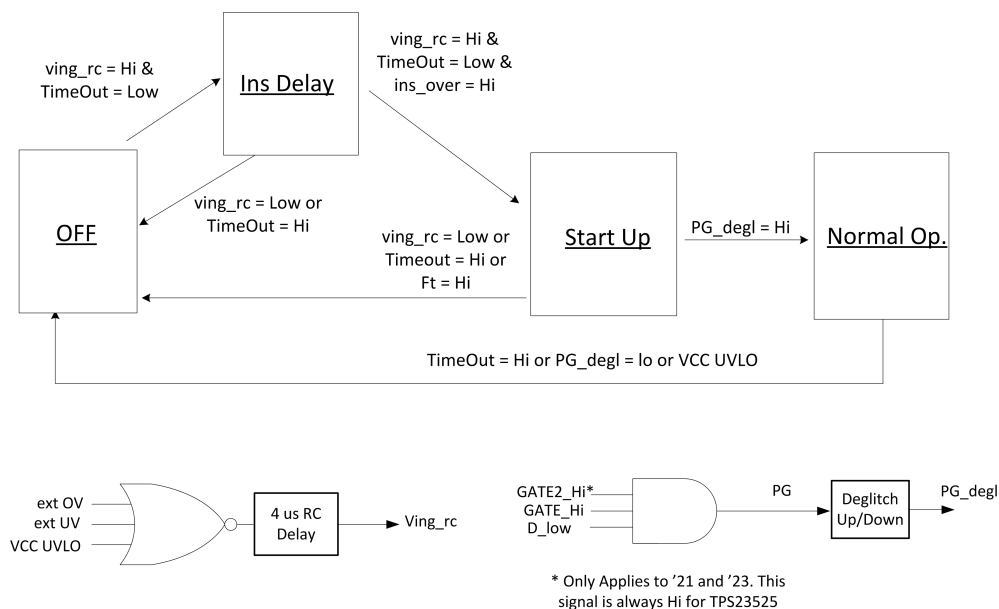 ving_rc = Hi &
TimeOut = Low
Ins Delay
ving_rc = Hi &
TimeOut = Low &
ins_over = Hi
OFF
ving_rc = Low or
TimeOut = Hi
ving_rc = Low or
Timeout = Hi or
Ft = Hi
Start Up
PG_degl = Hi
Normal Op.
TimeOut = Hi or PG_degl = lo or VCC UVLO
ext OV
ext UV
VCC UVLO
4 us RC
Delay
Ving_rc
GATE2_Hi*
GATE_Hi
D_low
PG
Deglitch
Up/Down
PG_degl
* Only Applies to ’21 and ’23. This
signal is always Hi for TPS23525